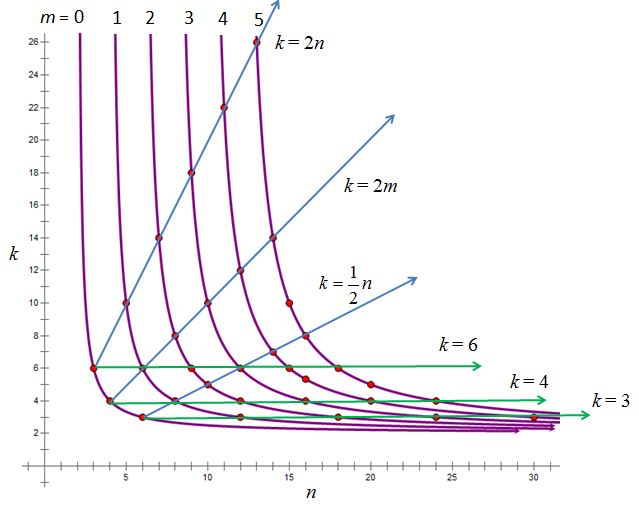 m = 0 1 2 3 4 5
k = 2n
26
24
22
20
18
k = 2m
16
14
k
12
k = 1/2 n
10
8
k = 6
6
k = 4
4
k = 3
2
5 10 15 20 25 30
n